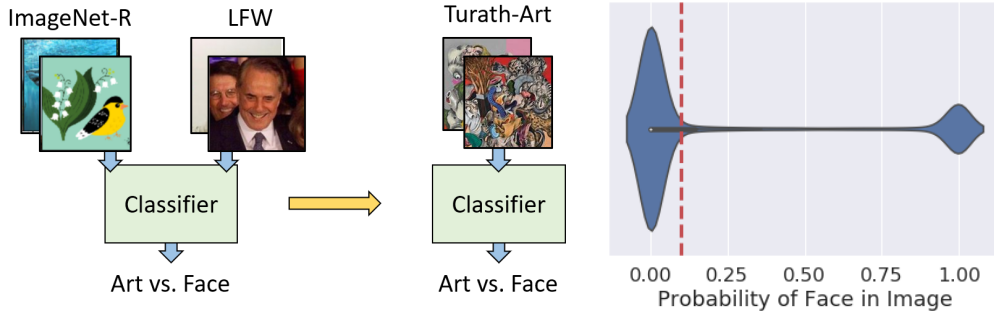 ImageNet-R
LFW
Turath-Art
Classifier
Classifier
Art vs. Face
Art vs. Face
0.00 0.25 0.50 0.75 1.00
Probability of Face in Image